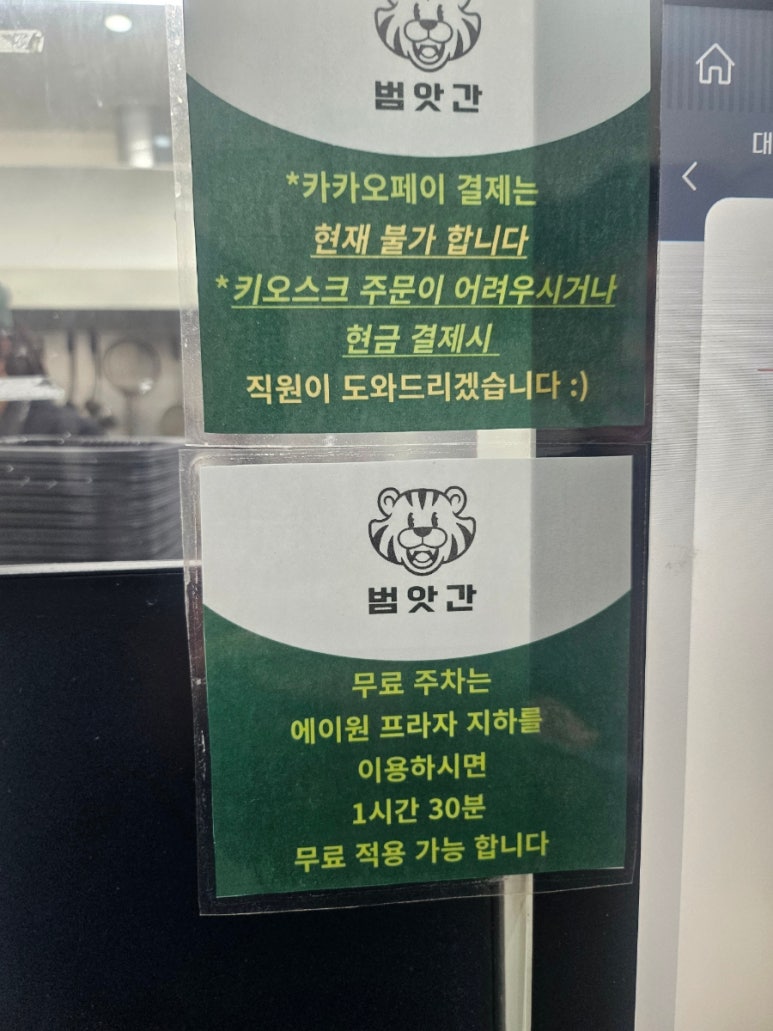 범앗간
*카카오페이 결제는
현재 불가 합니다
*키오스크 주문이 어려우시거나
현금 결제시
직원이 도와드리겠습니다 :)
대
범앗간
무료 주차는
에이원 프라자 지하를
이용하시면
1시간 30분
무료 적용 가능 합니다